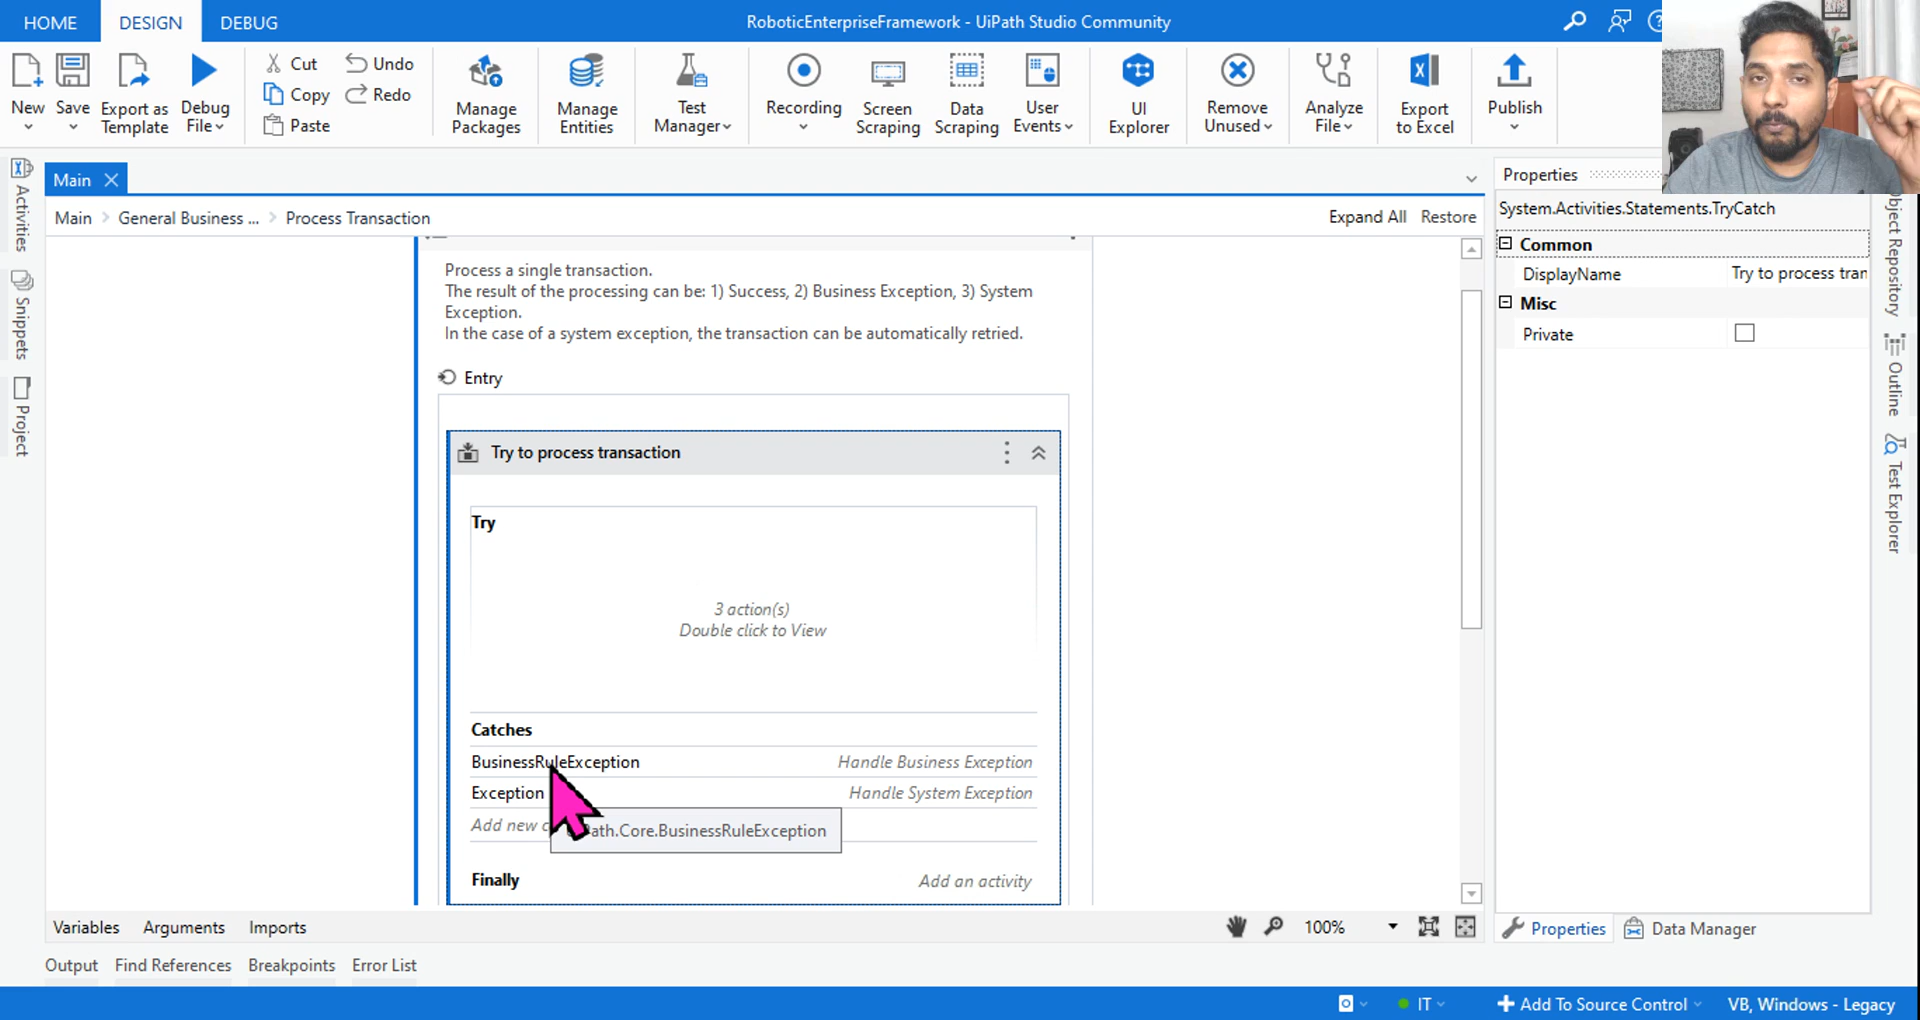 HOME DESIGN DEBUG
RoboticEnterpriseFramework - UiPath Studio Community
New
Save
Export as
Template
Debug
File
Cut
Copy
Paste
Undo
Redo
Manage
Packages
Manage
Entities
Test
Manager
Recording
Screen
Scraping
Data
Scraping
User
Events
UI
Explorer
Remove
Unused
Analyze
File
Export
to Excel
Publish
Activities
Snippets
Project
Main
Main General Business ... Process Transaction
Expand All Restore
Process a single transaction.
The result of the processing can be: 1) Success, 2) Business Exception, 3) System
Exception.
In the case of a system exception, the transaction can be automatically retried.
Entry
Try to process transaction
Try
3 action(s)
Double click to View
Catches
BusinessRuleException Handle Business Exception
Exception Handle System Exception
Add new
Path.Core.BusinessRuleException
Finally Add an activity
Properties
System.Activities.Statements.TryCatch
Common
DisplayName Try to process tran
Misc
Private
Object Repository
Outline
Test Explorer
Variables Arguments Imports
100%
Properties Data Manager
Output Find References Breakpoints Error List
IT
Add To Source Control
VB, Windows - Legacy